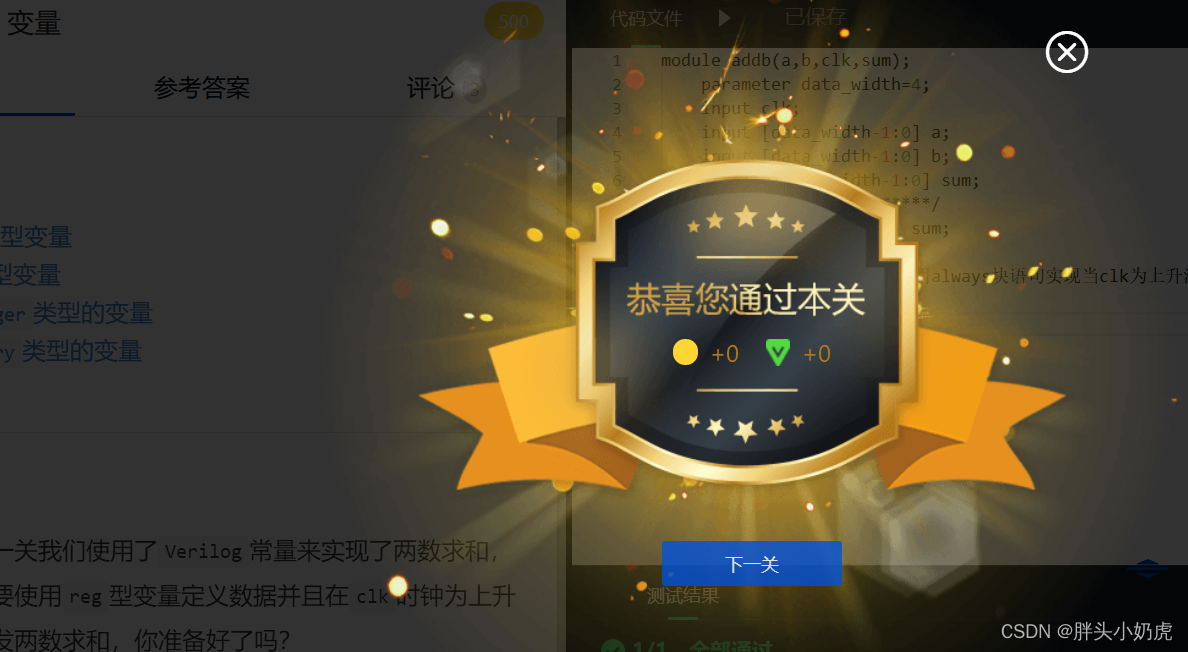 变量
500
参考答案
评论
3
型变量
型变量
ger 类型的变量
ry 类型的变量
一关我们使用了 Verilog 常量来实现了两数求和,
要使用 reg 型变量定义数据并且在 clk 时钟为上升
发两数求和, 你准备好了吗?
代码文件
已保存
1 module addb(a,b,clk,sum);
2 parameter data_width=4;
3 input clk;
4 input [data_width-1:0] a;
5 input [data_width-1:0] b;
6 idth-1:0] sum;
*****/
sum;
always块语句实现当clk为上升沿
恭喜您通过本关
+0 +0
下一关
测试结果
1/1 全部通过
CSDN @胖头小奶虎